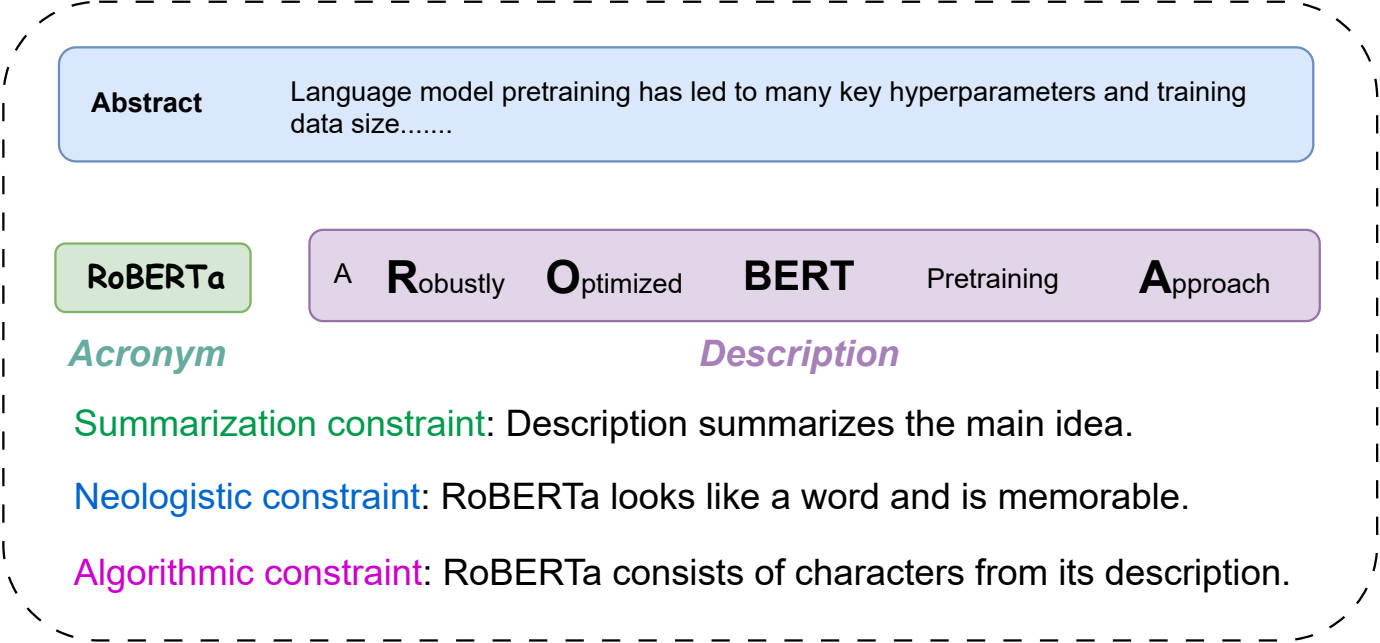 Abstract
Language model pretraining has led to many key hyperparameters and training
data size.......
RoBERTa
A Robustly Optimized BERT Pretraining Approach
Acronym
Description
Summarization constraint: Description summarizes the main idea.
Neologistic constraint: RoBERTa looks like a word and is memorable.
Algorithmic constraint: RoBERTa consists of characters from its description.